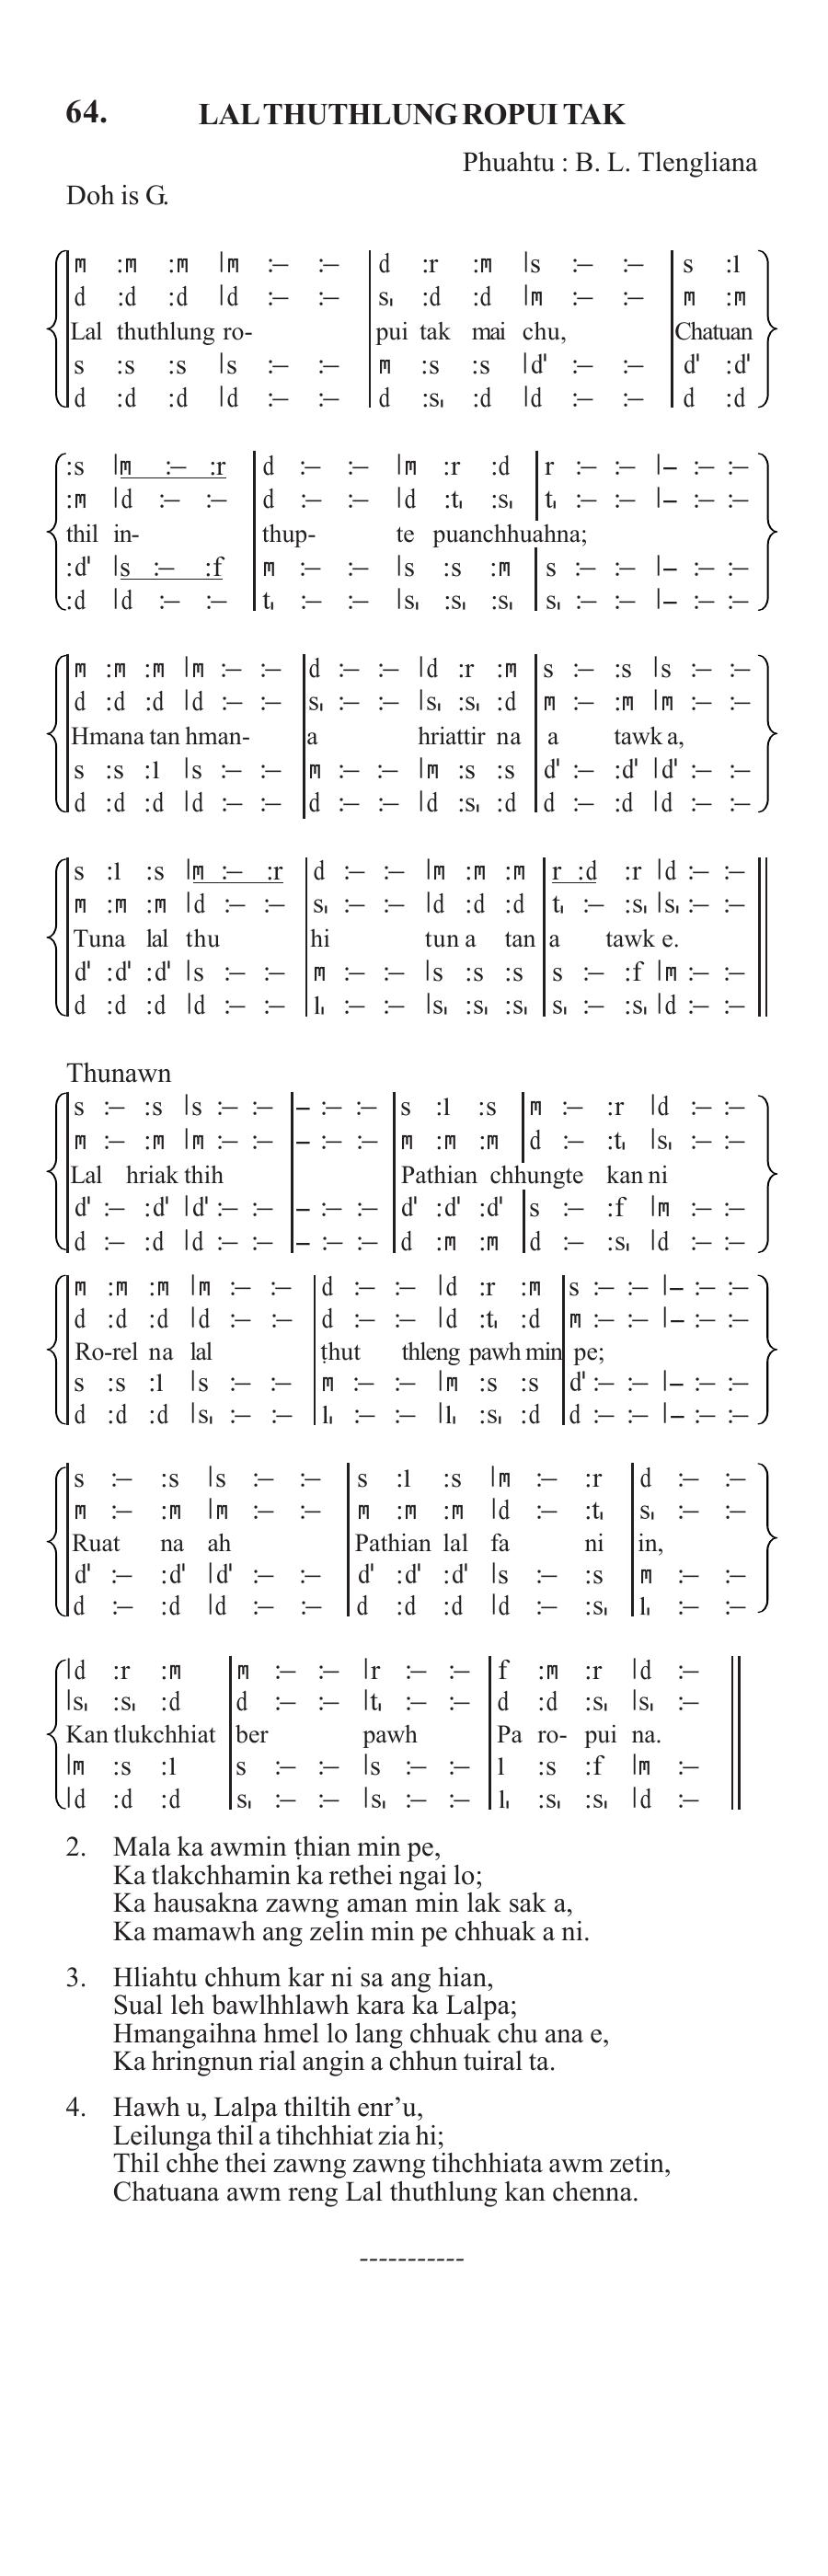 64. LAL THUTHLUNG ROPUI TAK
Phuahtu : B. L. Tlengliana
Doh is G.
m :m :m |m :– :– | d :r :m |s :– :– | s :l
d :d :d |d :– :– | s, :d :d |m :– :– | m :m
Lal thuthlung ro- pui tak mai chu, Chatuan
s :s :s |s :– :– | m :s :s |d' :– :– | d' :d'
d :d :d |d :– :– | d :s, :d |d :– :– | d :d
:s |m :– :r | d :– :– |m :r :d | r :– :– |– :– :–
:m |d :– :– | d :– :– |d :t, :s, | t, :– :– |– :– :–
thil in- thup- te puanchhuahna;
:d' |s :– :f | m :– :– |s :s :m | s :– :– |– :– :–
:d |d :– :– | t, :– :– |s, :s, :s, | s, :– :– |– :– :–
m :m :m |m :– :– | d :– :– |d :r :m | s :– :s |s :– :–
d :d :d |d :– :– | s, :– :– |s, :s, :d | m :– :m |m :– :–
Hmana tan hman- a hriattir na a tawk a,
s :s :l |s :– :– | m :– :– |m :s :s | d' :– :d' |d' :– :–
d :d :d |d :– :– | d :– :– |d :s, :d | d :– :d |d :– :–
s :l :s |m :– :r | d :– :– |m :m :m | r :d :r |d :– :–
m :m :m |d :– :– | s, :– :– |d :d :d | t, :– :s, |s, :– :–
Tuna lal thu hi tun a tan a tawk e.
d' :d' :d' |s :– :– | m :– :– |s :s :s | s :– :f |m :– :–
d :d :d |d :– :– | l, :– :– |s, :s, :s, | s, :– :s, |d :– :–
Thunawn
s :– :s |s :– :– |– :– :– | s :l :s | m :– :r |d :– :–
m :– :m |m :– :– |– :– :– | m :m :m | d :– :t, |s, :– :–
Lal hriak thih Pathian chhungte kan ni
d' :– :d' |d' :– :– |– :– :– | d' :d' :d' | s :– :f |m :– :–
d :– :d |d :– :– |– :– :– | d :m :m | d :– :s, |d :– :–
m :m :m |m :– :– | d :– :– |d :r :m | s :– :– |– :– :–
d :d :d |d :– :– | d :– :– |d :t, :d | m :– :– |– :– :–
Ro-rel na lal ṭhut thleng pawh min pe;
s :s :l |s :– :– | m :– :– |m :s :s | d' :– :– |– :– :–
d :d :d |s, :– :– | l, :– :– |l, :s, :d | d :– :– |– :– :–
s :– :s |s :– :– | s :l :s |m :– :r | d :– :–
m :– :m |m :– :– | m :m :m |d :– :t, | s, :– :–
Ruat na ah Pathian lal fa ni in,
d' :– :d' |d' :– :– | d' :d' :d' |s :– :s | m :– :–
d :– :d |d :– :– | d :d :d |d :– :s, | l, :– :–
|d :r :m | m :– :– |r :– :– | f :m :r |d :–
|s, :s, :d | d :– :– |t, :– :– | d :d :s, |s, :–
Kan tlukchhiat ber pawh Pa ro- pui na.
|m :s :l | s :– :– |s :– :– | l :s :f |m :–
|d :d :d | s, :– :– |s, :– :– | l, :s, :s, |d :–
2. Mala ka awmin ṭhian min pe,
Ka tlakchhamin ka rethei ngai lo;
Ka hausakna zawng aman min lak sak a,
Ka mamawh ang zelin min pe chhuak a ni.
3. Hliahtu chhum kar ni sa ang hian,
Sual leh bawlhhlawh kara ka Lalpa;
Hmangaihna hmel lo lang chhuak chu ana e,
Ka hringnun rial angin a chhun tuiral ta.
4. Hawh u, Lalpa thiltih enr’u,
Leilunga thil a tihchhiat zia hi;
Thil chhe thei zawng zawng tihchhiata awm zetin,
Chatuana awm reng Lal thuthlung kan chenna.
-----------